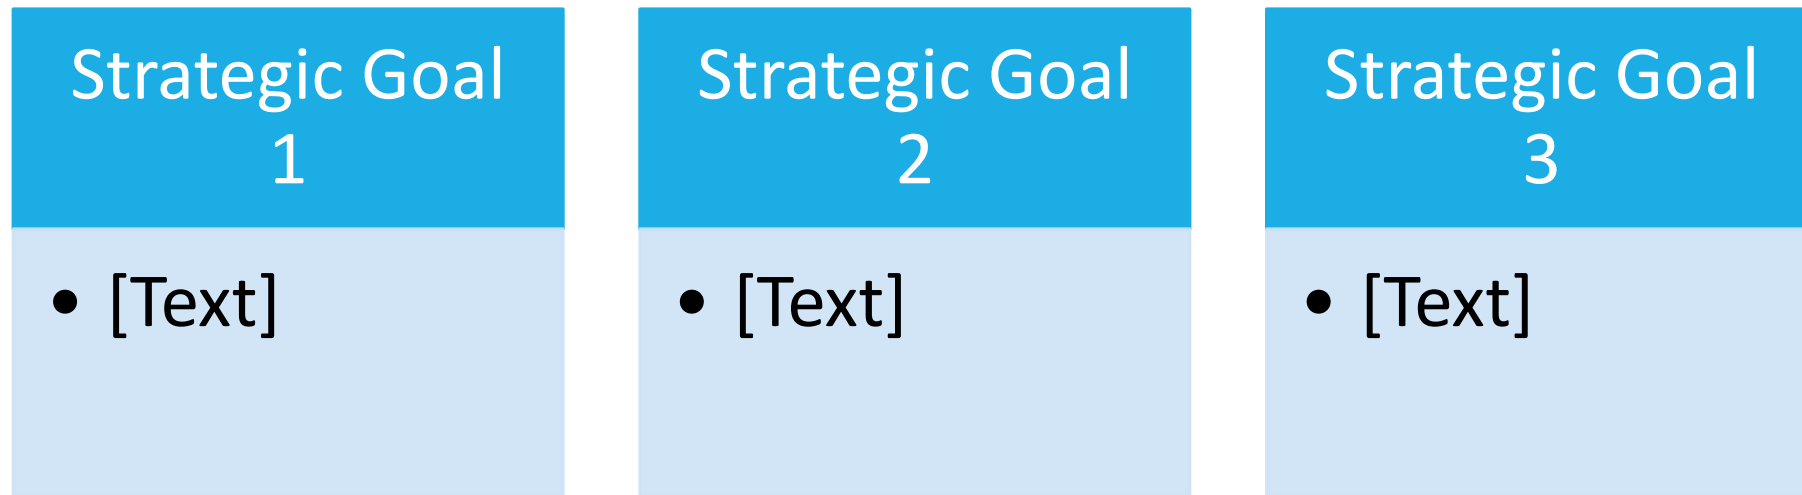 Strategic Goal
1
• [Text]
Strategic Goal
2
• [Text]
Strategic Goal
3
• [Text]